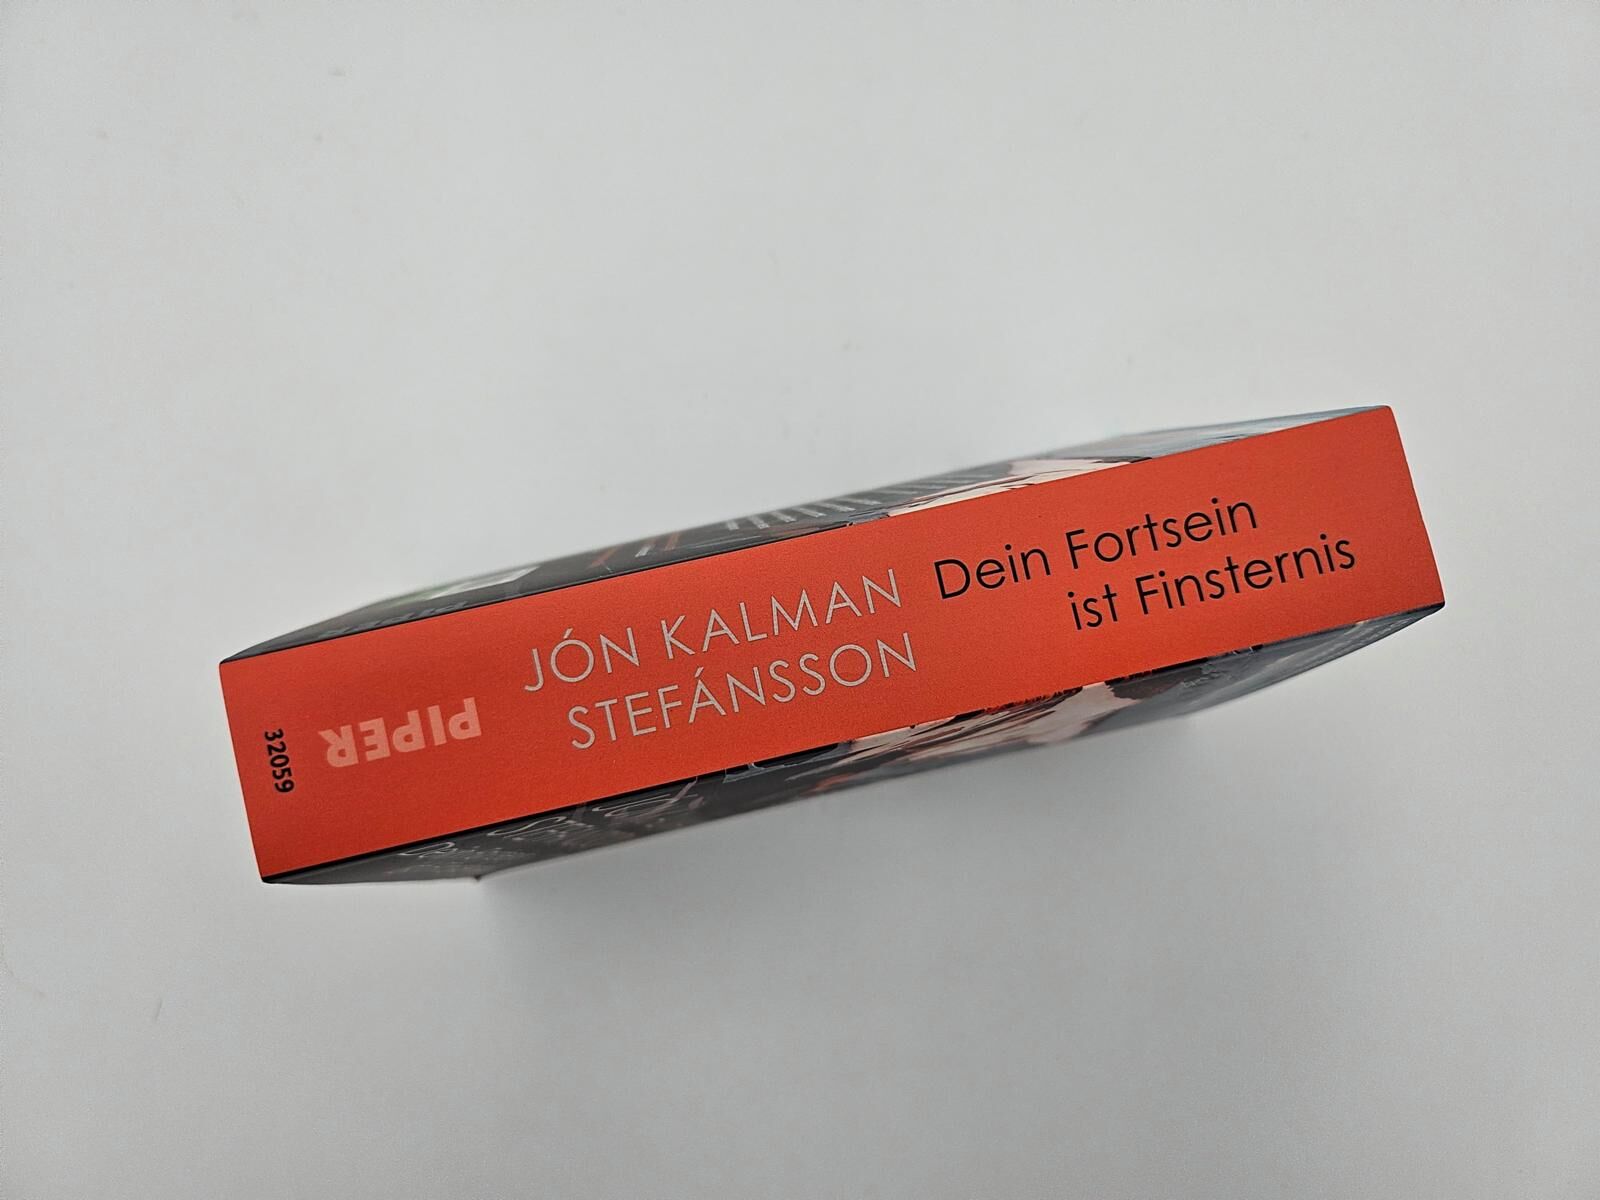 JÓN KALMAN
STEFÁNSSON
Dein Fortsein
ist Finsternis
PIPER
32059